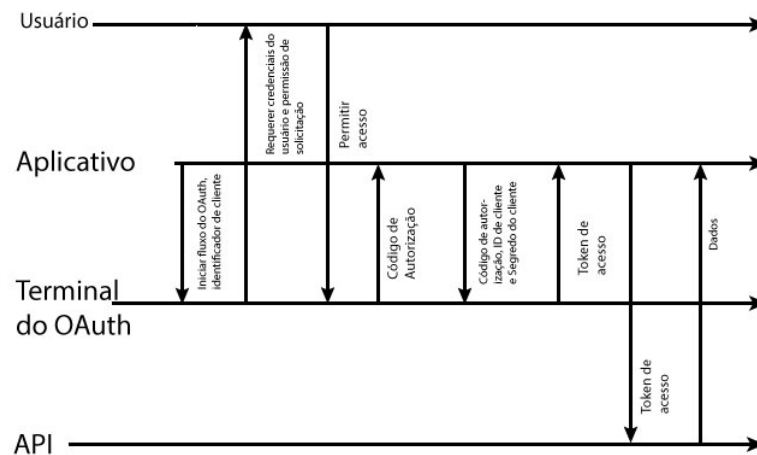 Usuário
Requerer credenciais do
usuário e permissão de
solicitação
Permitir
acesso
Aplicativo
Iniciar fluxo do OAuth,
identificador de cliente
Código de
Autorização
Código de autor-
ização, ID de cliente
e Segredo do cliente
Token de
acesso
Dados
Terminal
do OAuth
Token de
acesso
API